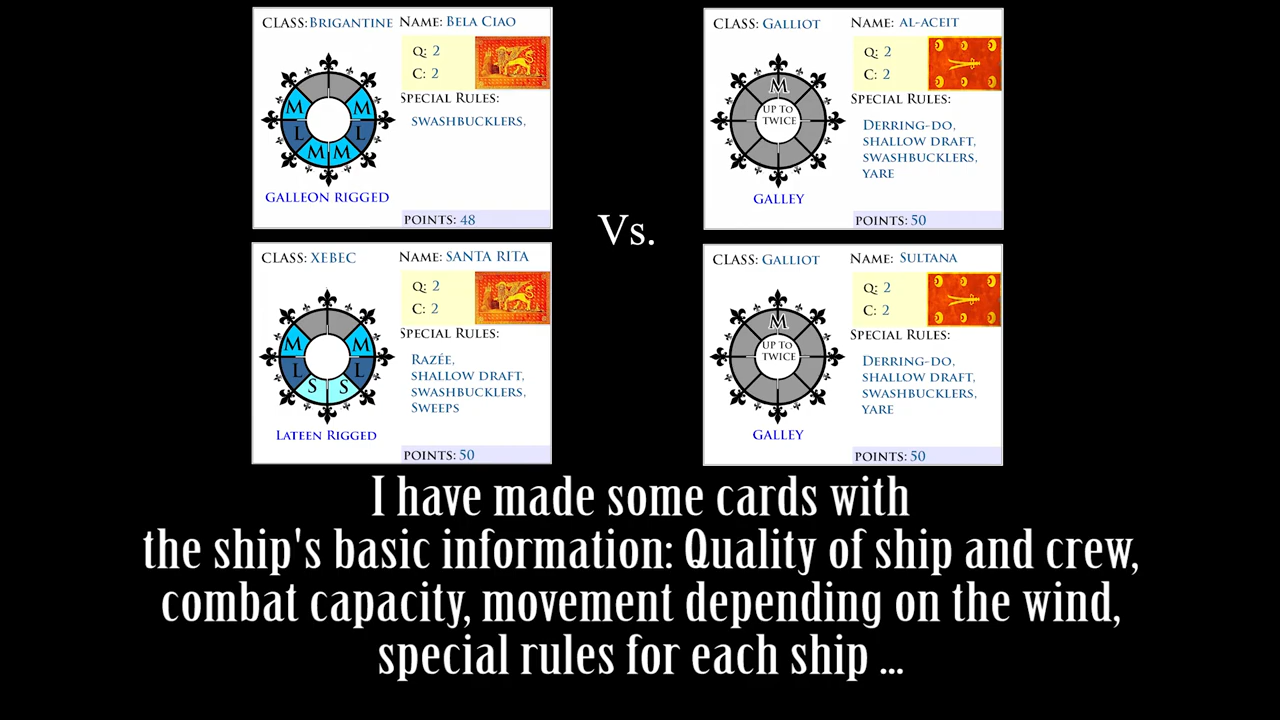 CLASS: BRIGANTINE NAME: BELA CIAO
Q: 2
C: 2
SPECIAL RULES:
SWASHBUCKLERS,
M M
L L
M M
GALLEON RIGGED
POINTS: 48
CLASS: GALLIOT NAME: AL-ACEIT
Q: 2
C: 2
SPECIAL RULES:
DERRING-DO,
SHALLOW DRAFT,
SWASHBUCKLERS,
YARE
M
UP TO
TWICE
GALLEY
POINTS: 50
Vs.
CLASS: XEBEC NAME: SANTA RITA
Q: 2
C: 2
SPECIAL RULES:
RAZÉE,
SHALLOW DRAFT,
SWASHBUCKLERS,
SWEEPS
M M
L L
S S
LATEEN RIGGED
POINTS: 50
CLASS: GALLIOT NAME: SULTANA
Q: 2
C: 2
SPECIAL RULES:
DERRING-DO,
SHALLOW DRAFT,
SWASHBUCKLERS,
YARE
M
UP TO
TWICE
GALLEY
POINTS: 50
I have made some cards with
the ship's basic information: Quality of ship and crew,
combat capacity, movement depending on the wind,
special rules for each ship ...